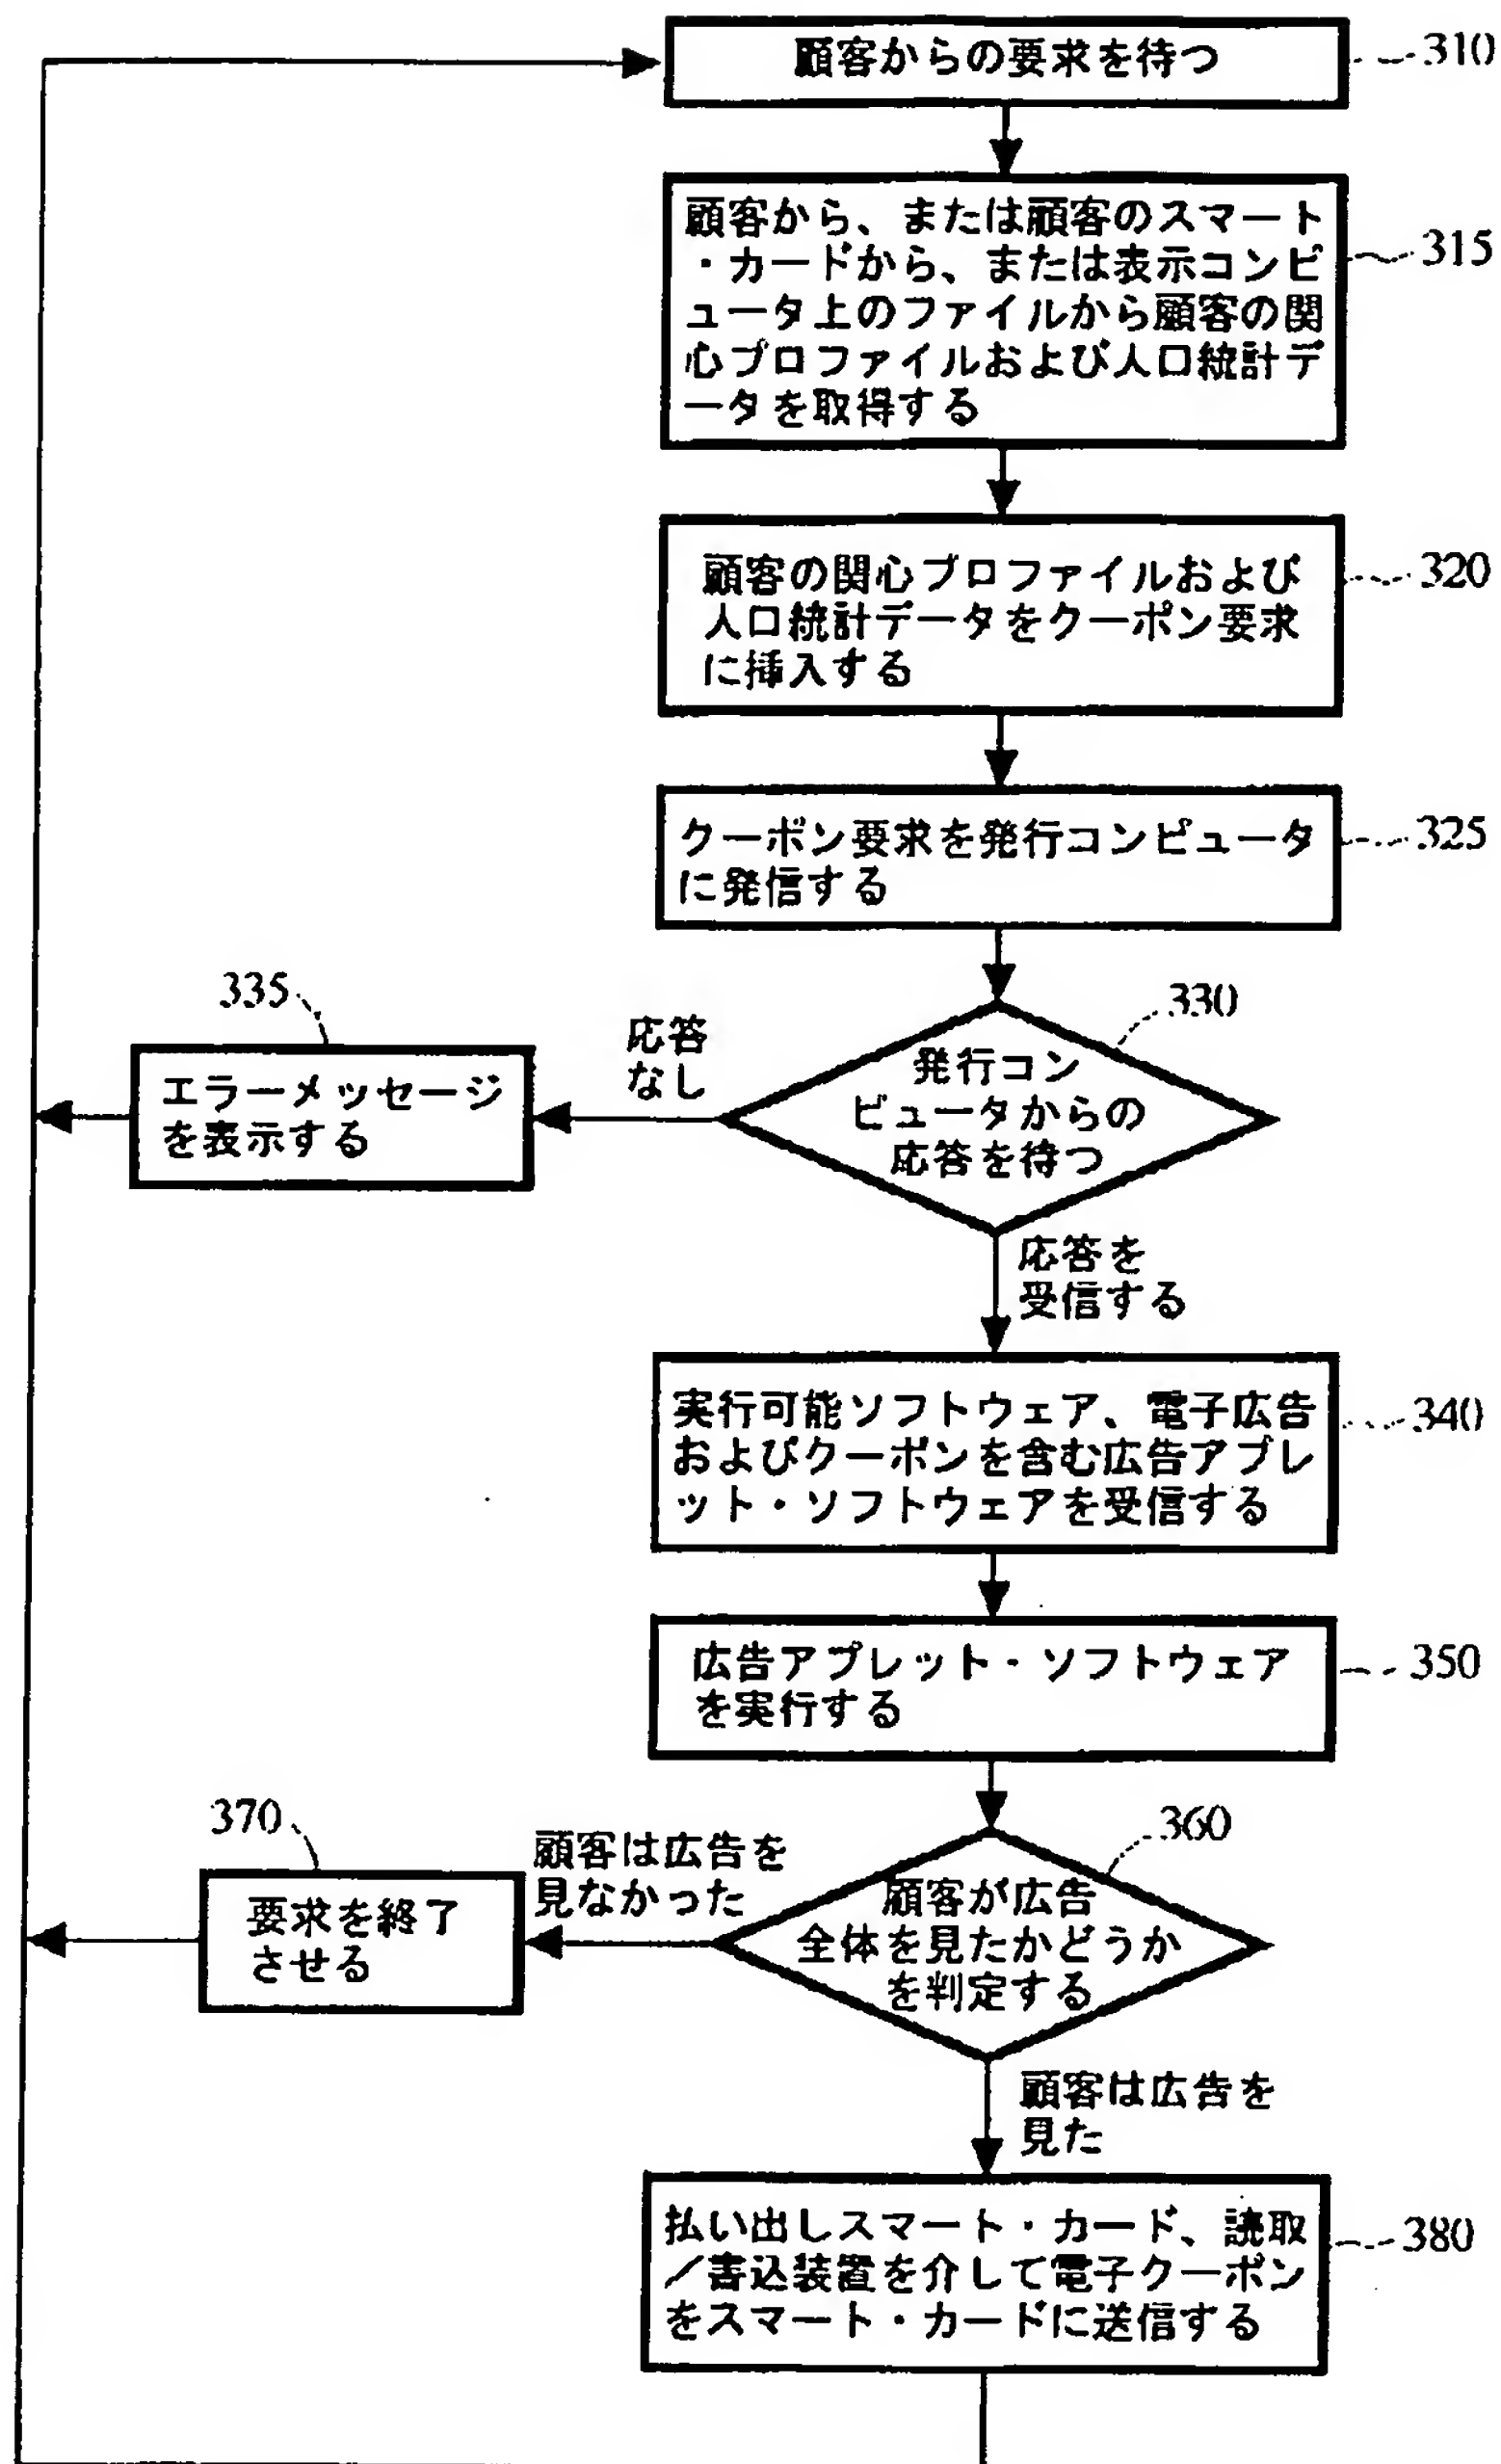 顧客からの要求を待つ
310
顧客から、または顧客のスマート
・カードから、または表示コンピ
ュータ上のファイルから顧客の関
心プロファイルおよび人口統計デ
ータを取得する
315
顧客の関心プロファイルおよび
人口統計データをクーポン要求
に挿入する
320
クーポン要求を発行コンピュータ
に発信する
325
330
発行コン
ピュータからの
応答を待つ
応答
なし
335
エラーメッセージ
を表示する
応答を
受信する
実行可能ソフトウェア、電子広告
およびクーポンを含む広告アプレ
ット・ソフトウェアを受信する
340
広告アプレット・ソフトウェア
を実行する
350
360
顧客が広告
全体を見たかどうか
を判定する
顧客は広告を
見なかった
370
要求を終了
させる
顧客は広告を
見た
払い出しスマート・カード、読取
／書込装置を介して電子クーポン
をスマート・カードに送信する
380